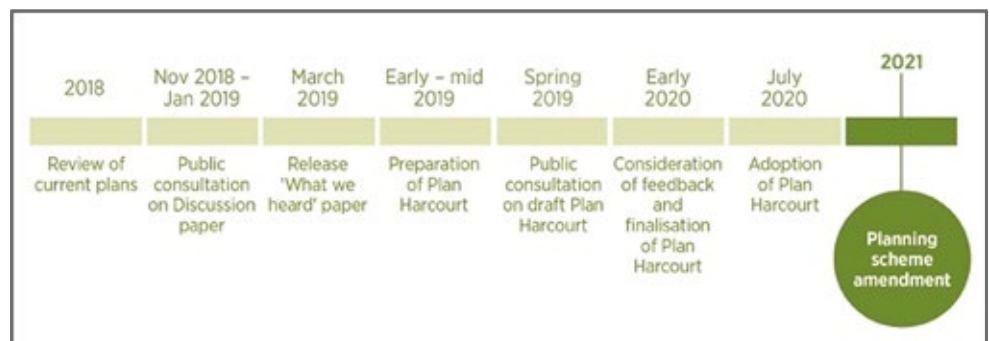 2018
Nov 2018 –
Jan 2019
March
2019
Early – mid
2019
Spring
2019
Early
2020
July
2020
2021
Review of
current plans
Public
consultation
on Discussion
paper
Release
'What we
heard' paper
Preparation
of Plan
Harcourt
Public
consultation
on draft Plan
Harcourt
Consideration
of feedback
and
finalisation
of Plan
Harcourt
Adoption
of Plan
Harcourt
Planning
scheme
amendment